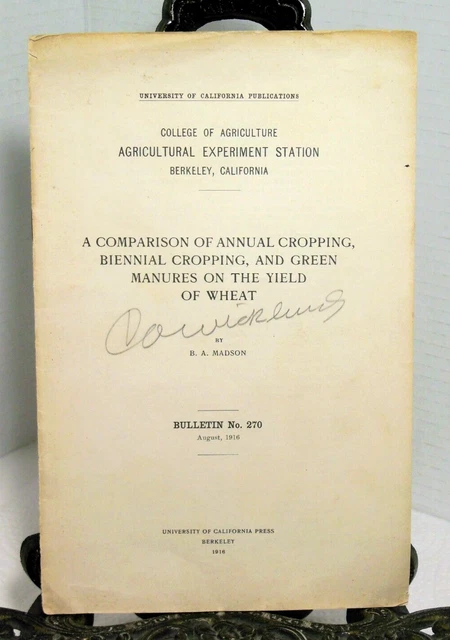 UNIVERSITY OF CALIFORNIA PUBLICATIONS
COLLEGE OF AGRICULTURE
AGRICULTURAL EXPERIMENT STATION
BERKELEY, CALIFORNIA
A COMPARISON OF ANNUAL CROPPING,
BIENNIAL CROPPING, AND GREEN
MANURES ON THE YIELD
OF WHEAT
BY
B. A. MADSON
BULLETIN No. 270
August, 1916
UNIVERSITY OF CALIFORNIA PRESS
BERKELEY
1916